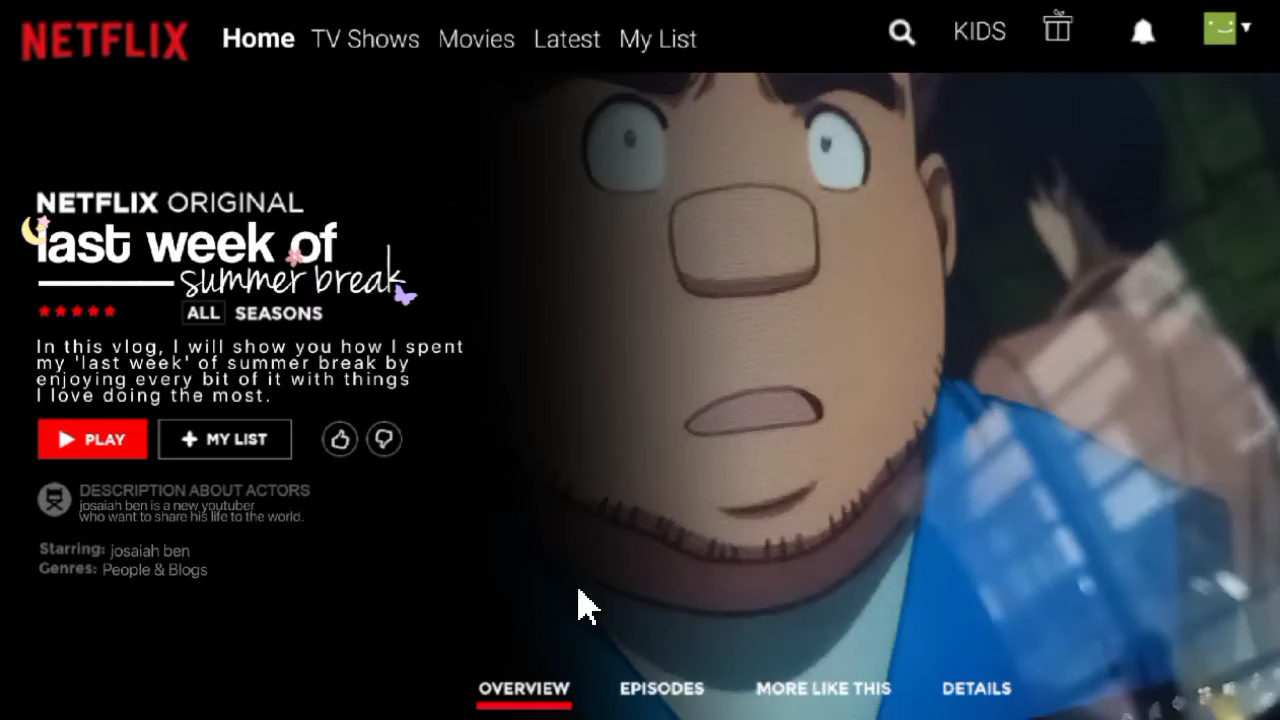 NETFLIX Home TV Shows Movies Latest My List KIDS
NETFLIX ORIGINAL
last week of
summer break
ALL SEASONS
In this vlog, I will show you how I spent
my 'last week' of summer break by
enjoying every bit of it with things
I love doing the most.
PLAY MY LIST
DESCRIPTION ABOUT ACTORS
josaiah ben is a new youtuber
who want to share his life to the world.
Starring: josaiah ben
Genres: People & Blogs
OVERVIEW EPISODES MORE LIKE THIS DETAILS